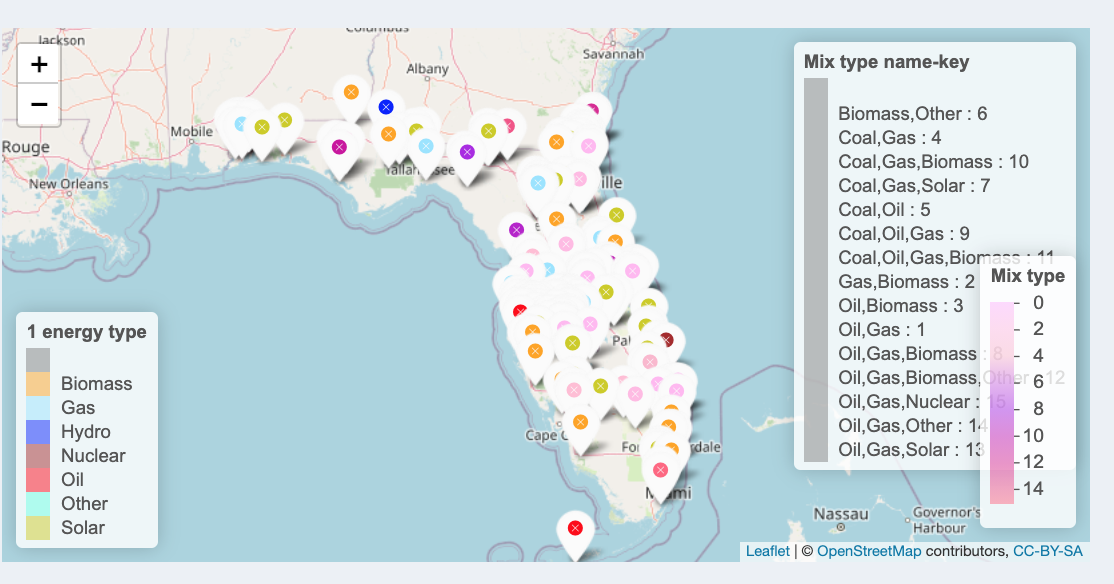 Jackson
Columbus
Savannah
Albany
Mobile
Rouge
New Orleans
Tallahassee
ille
Pal
Cape C
For
rdale
Miami
Nassau
Governor's
Harbour
+
−
1 energy type
Biomass
Gas
Hydro
Nuclear
Oil
Other
Solar
Mix type name-key
Biomass,Other : 6
Coal,Gas : 4
Coal,Gas,Biomass : 10
Coal,Gas,Solar : 7
Coal,Oil : 5
Coal,Oil,Gas : 9
Coal,Oil,Gas,Biomass : 11
Gas,Biomass : 2
Oil,Biomass : 3
Oil,Gas : 1
Oil,Gas,Biomass : 8
Oil,Gas,Biomass,Other : 12
Oil,Gas,Nuclear : 15
Oil,Gas,Other : 14
Oil,Gas,Solar : 13
Mix type
0
2
4
6
8
10
12
14
Leaflet | © OpenStreetMap contributors, CC-BY-SA